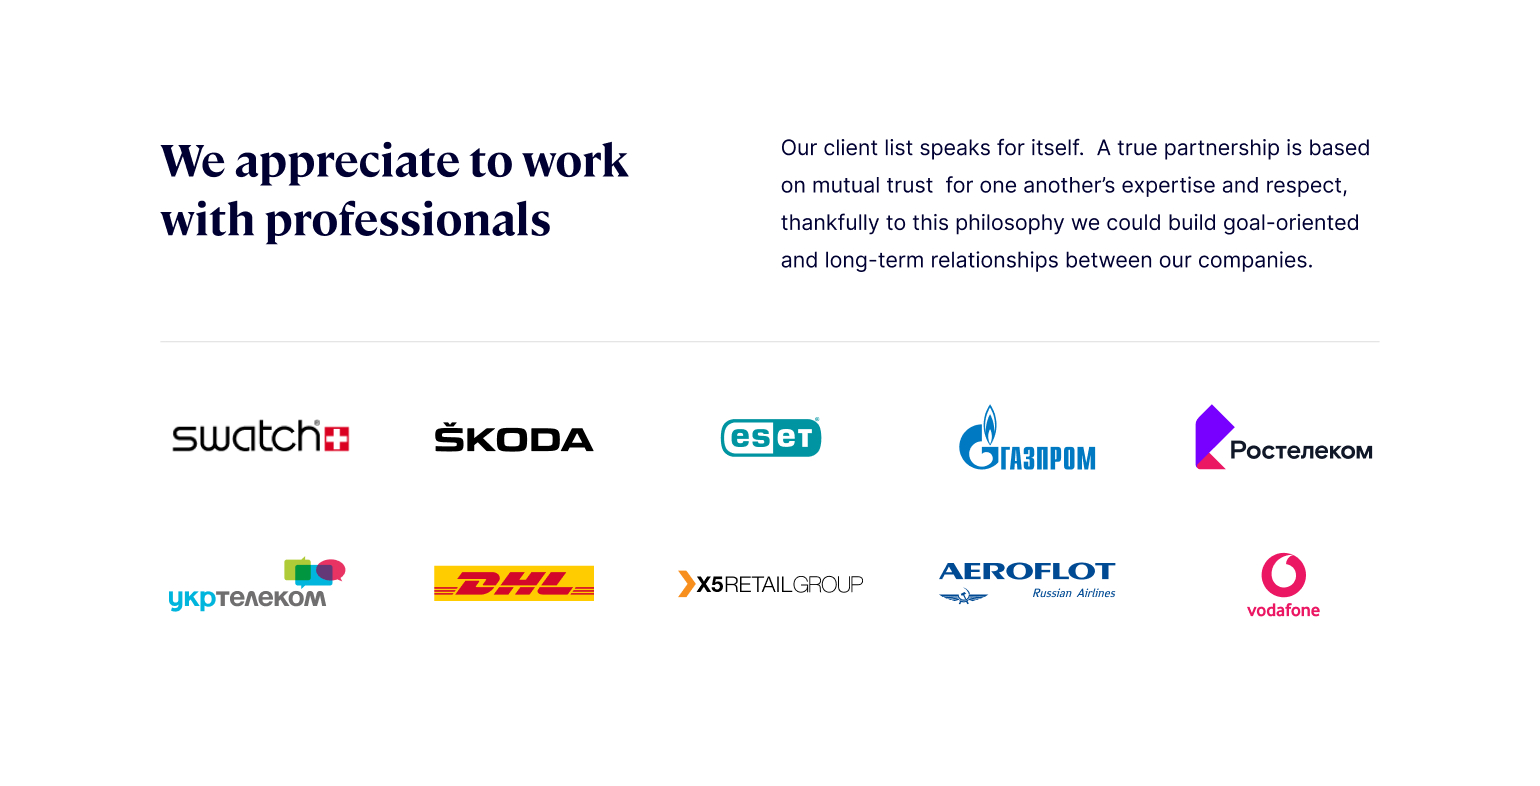 We appreciate to work
with professionals
Our client list speaks for itself.  A true partnership is based
on mutual trust  for one another’s expertise and respect,
thankfully to this philosophy we could build goal-oriented
and long-term relationships between our companies.
swatch®
ŠKODA
eset®
ГАЗПРОМ
Ростелеком
укртелеком
DHL
X5RETAILGROUP
AEROFLOT
Russian Airlines
vodafone